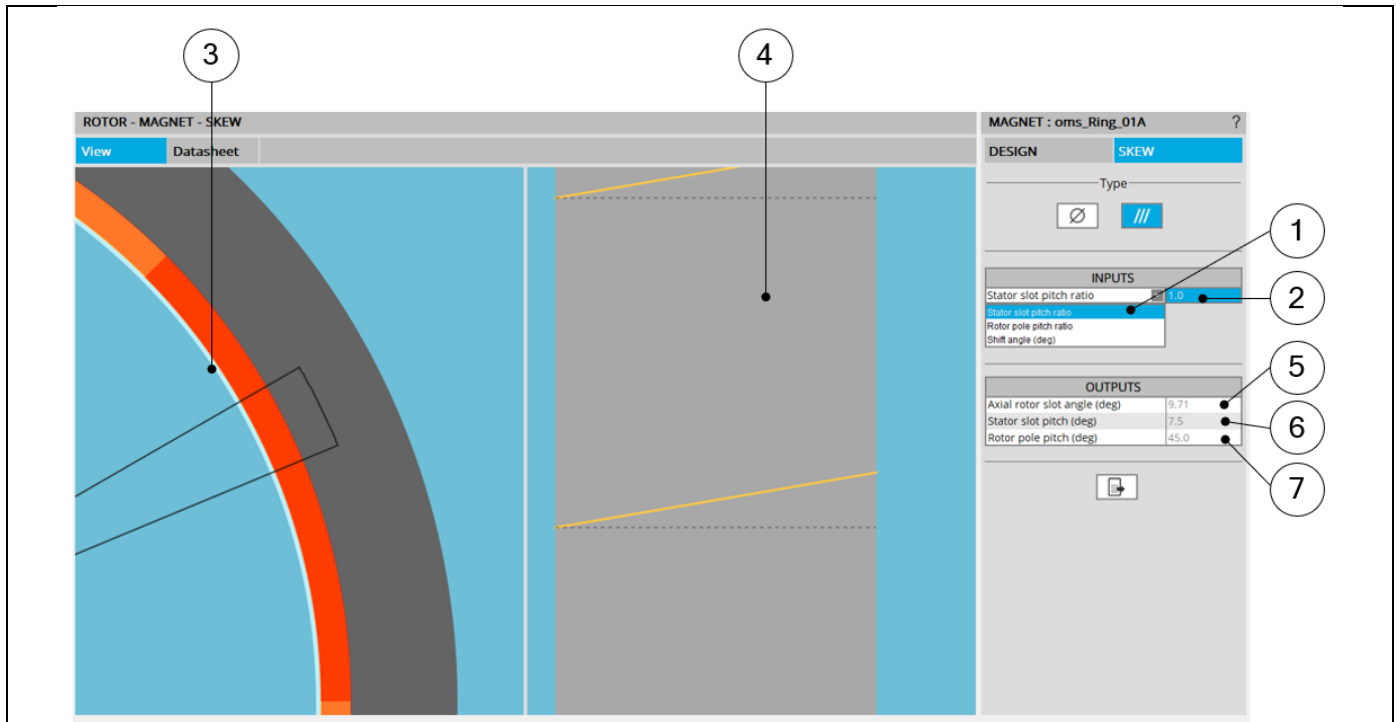 3
4
ROTOR - MAGNET - SKEW
View Datasheet
MAGNET : oms_Ring_01A ?
DESIGN SKEW
Type
Ø ///
1
INPUTS
Stator slot pitch ratio 1.0
2
Stator slot pitch ratio
Rotor pole pitch ratio
Shift angle (deg)
5
OUTPUTS
Axial rotor slot angle (deg) 9.71
Stator slot pitch (deg) 7.5
6
Rotor pole pitch (deg) 45.0
7